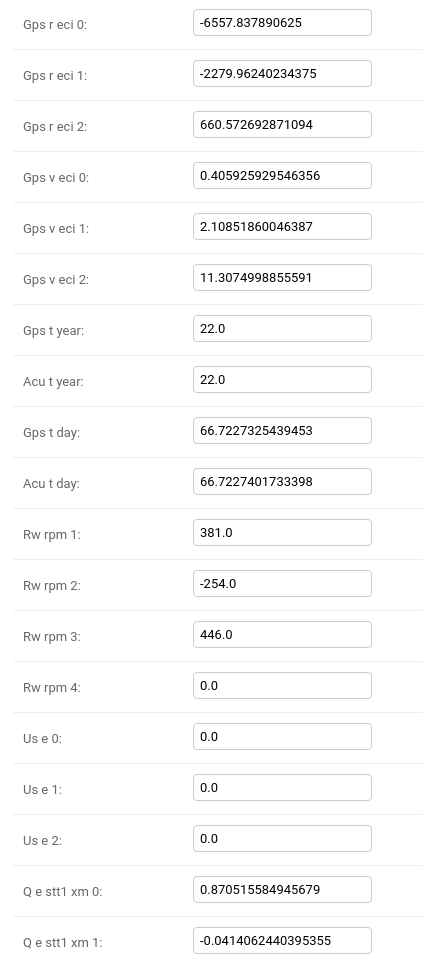 Gps r eci 0: -6557.837890625
Gps r eci 1: -2279.96240234375
Gps r eci 2: 660.572692871094
Gps v eci 0: 0.405925929546356
Gps v eci 1: 2.10851860046387
Gps v eci 2: 11.3074998855591
Gps t year: 22.0
Acu t year: 22.0
Gps t day: 66.7227325439453
Acu t day: 66.7227401733398
Rw rpm 1: 381.0
Rw rpm 2: -254.0
Rw rpm 3: 446.0
Rw rpm 4: 0.0
Us e 0: 0.0
Us e 1: 0.0
Us e 2: 0.0
Q e stt1 xm 0: 0.870515584945679
Q e stt1 xm 1: -0.0414062440395355